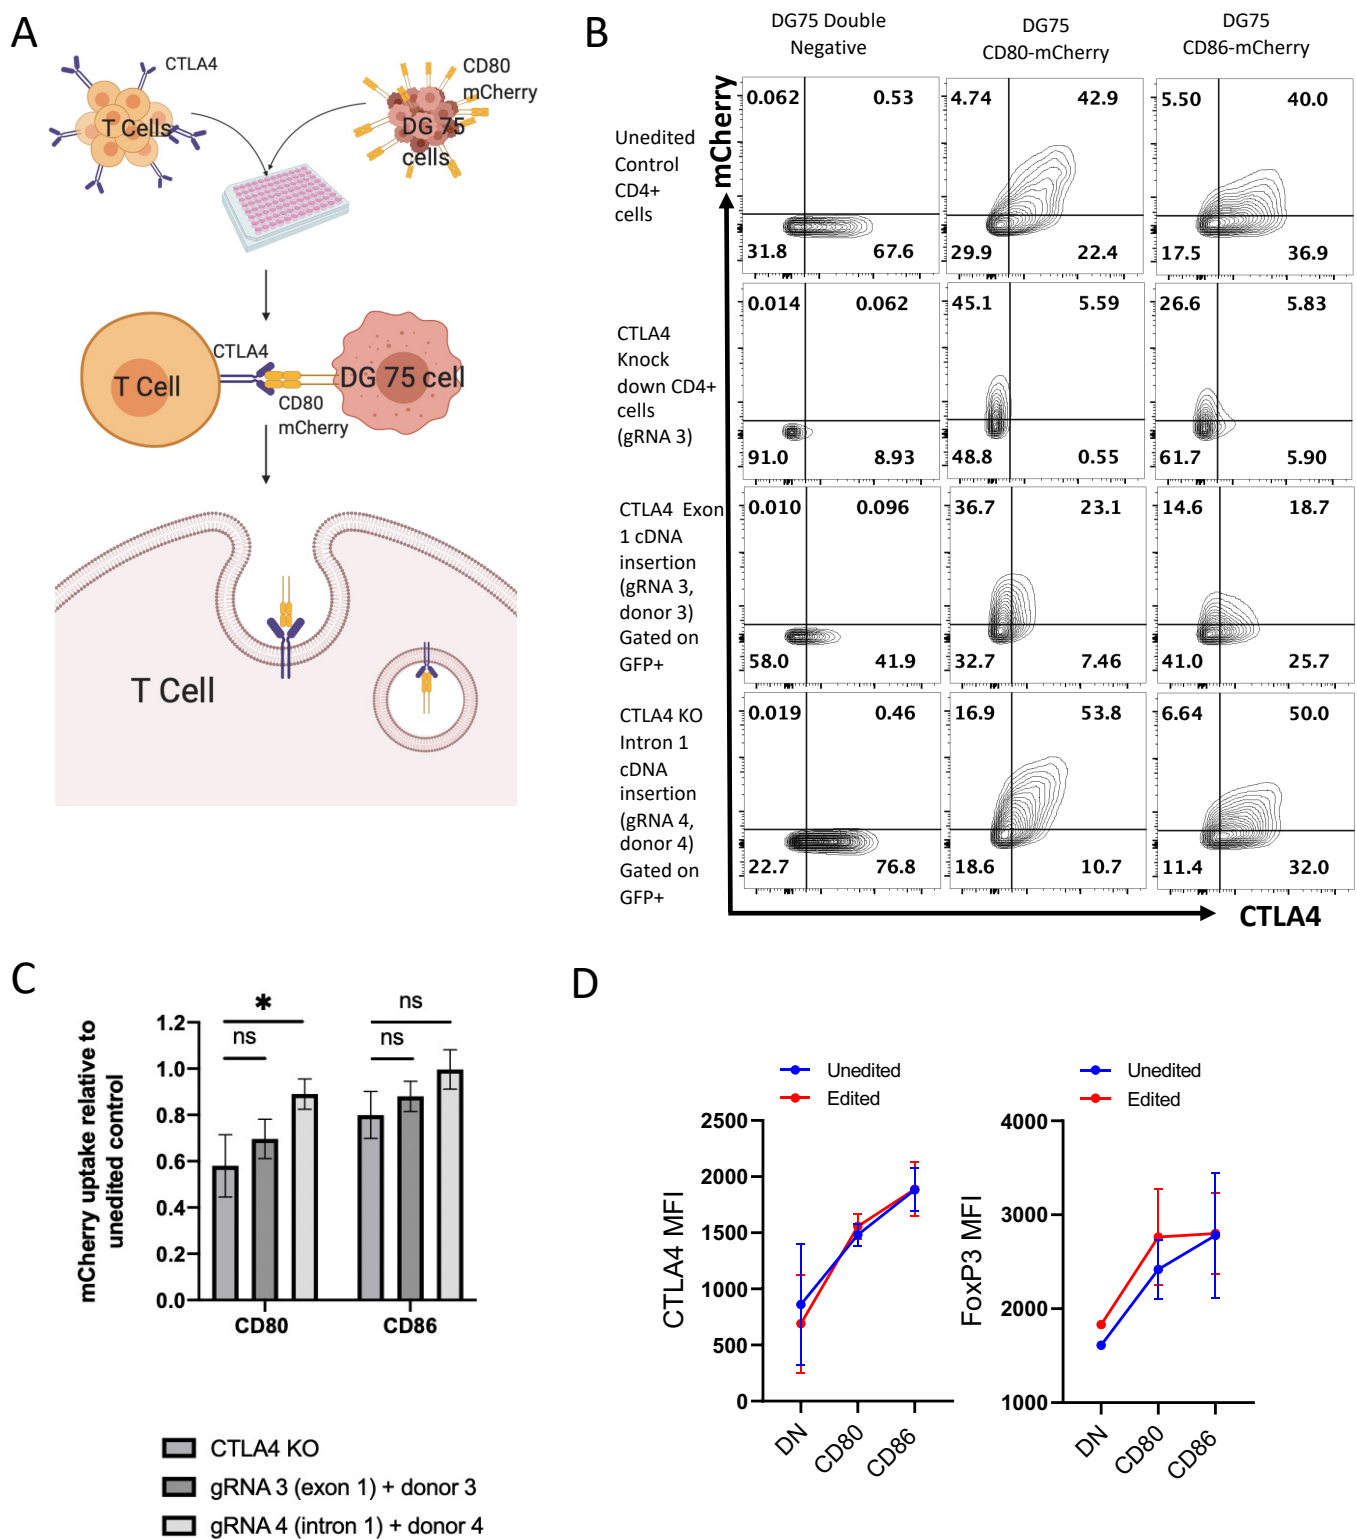 A
CTLA4
T Cells
CD80
mCherry
DG 75
cells
CTLA4
T Cell
DG 75 cell
CD80
mCherry
T Cell
B
DG75 Double
Negative
DG75
CD80-mCherry
DG75
CD86-mCherry
mCherry
Unedited
Control
CD4+
cells
0.062 0.53
31.8 67.6
4.74 42.9
29.9 22.4
5.50 40.0
17.5 36.9
CTLA4
Knock
down CD4+
cells
(gRNA 3)
0.014 0.062
91.0 8.93
45.1 5.59
48.8 0.55
26.6 5.83
61.7 5.90
CTLA4 Exon
1 cDNA
insertion
(gRNA 3,
donor 3)
Gated on
GFP+
0.010 0.096
58.0 41.9
36.7 23.1
32.7 7.46
14.6 18.7
41.0 25.7
CTLA4 KO
Intron 1
cDNA
insertion
(gRNA 4,
donor 4)
Gated on
GFP+
0.019 0.46
22.7 76.8
16.9 53.8
18.6 10.7
6.64 50.0
11.4 32.0
CTLA4
C
mCherry uptake relative to
unedited control
1.2
1.0
0.8
0.6
0.4
0.2
0.0
*
ns
ns
ns
CD80
CD86
CTLA4 KO
gRNA 3 (exon 1) + donor 3
gRNA 4 (intron 1) + donor 4
D
Unedited
Edited
CTLA4 MFI
2500
2000
1500
1000
500
0
DN
CD80
CD86
Unedited
Edited
FoxP3 MFI
4000
3000
2000
1000
DN
CD80
CD86